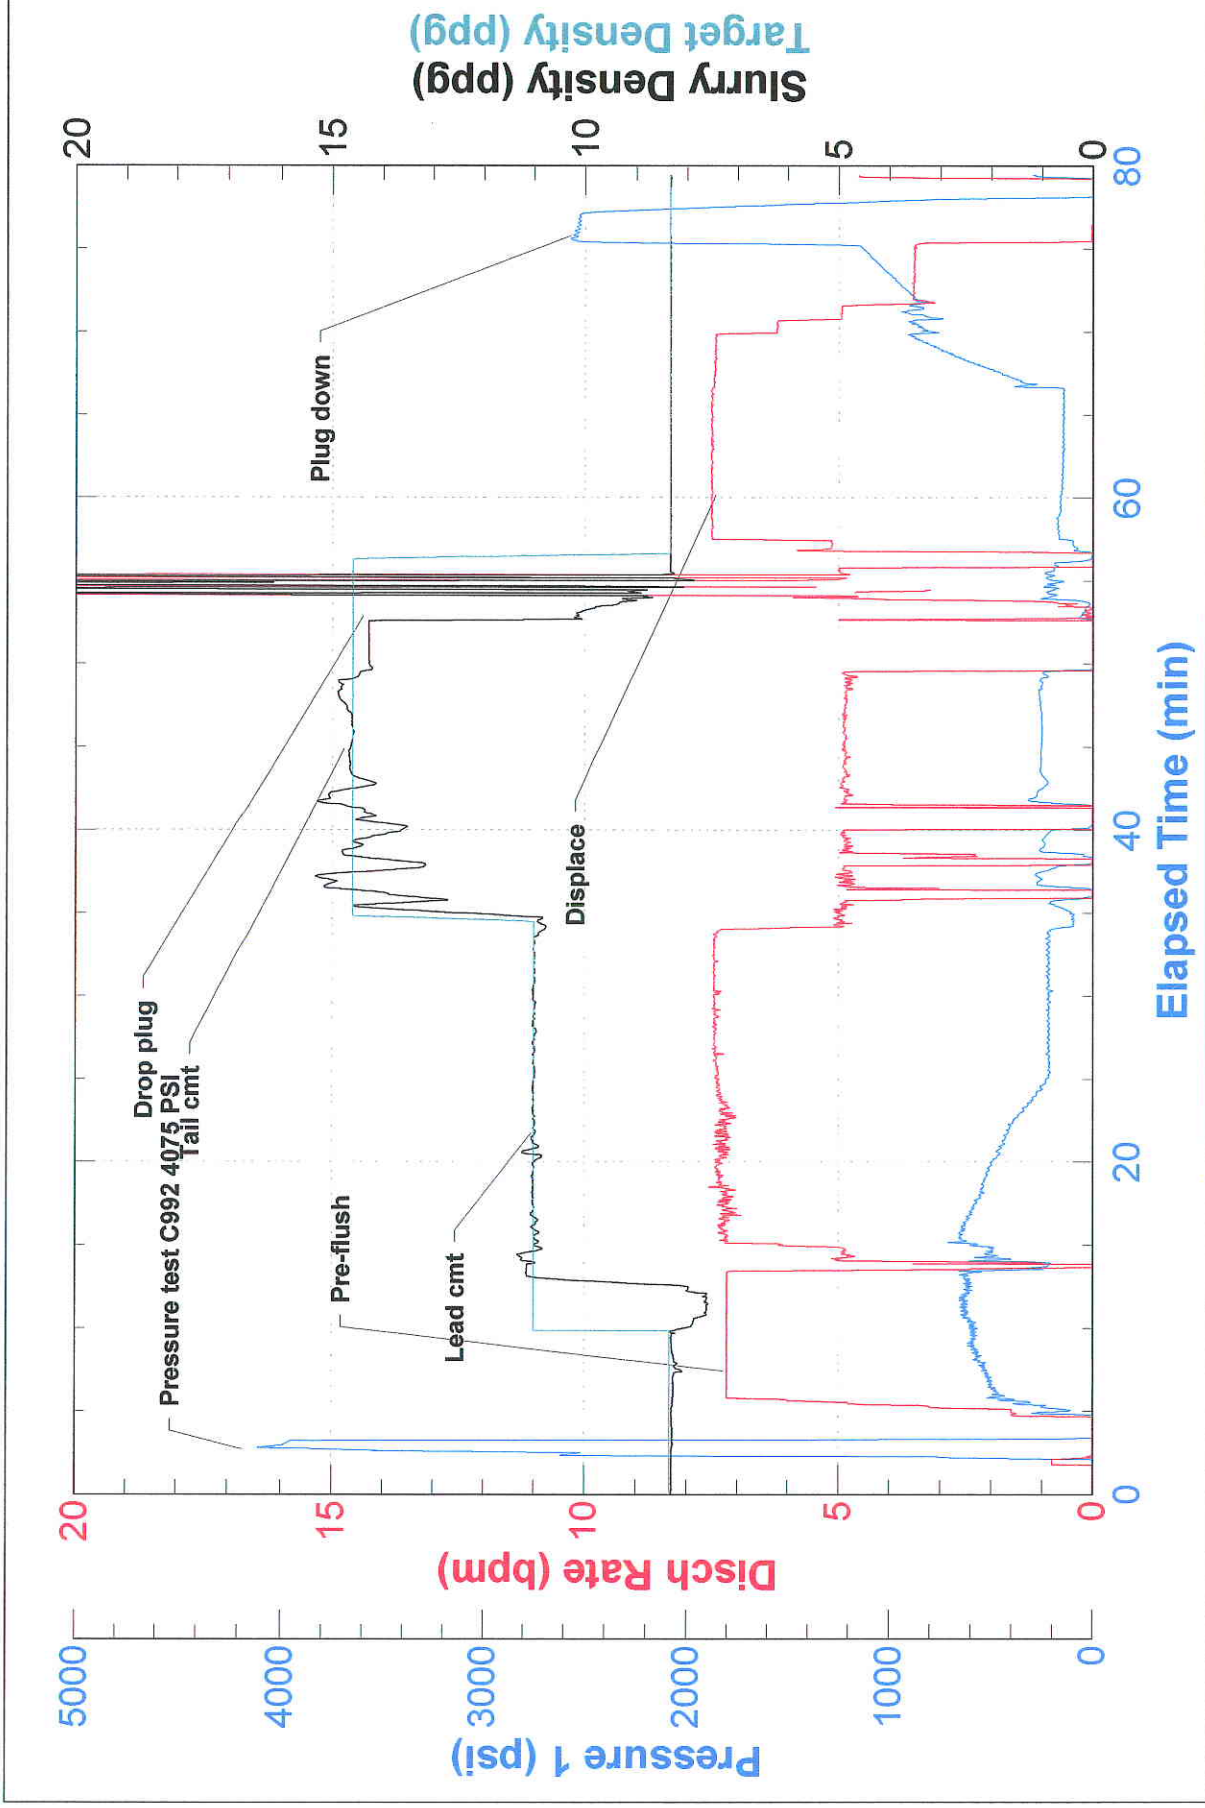 Pressure 1 (psi)
5000
4000
3000
2000
1000
0
Disch Rate (bpm)
20
15
10
5
0
Pressure test C992 4075 PSI
Drop plug
Tail cmt
Pre-flush
Lead cmt
Displace
Plug down
0
20
40
60
80
Elapsed Time (min)
20
15
10
5
0
Slurry Density (ppg)
Target Density (ppg)